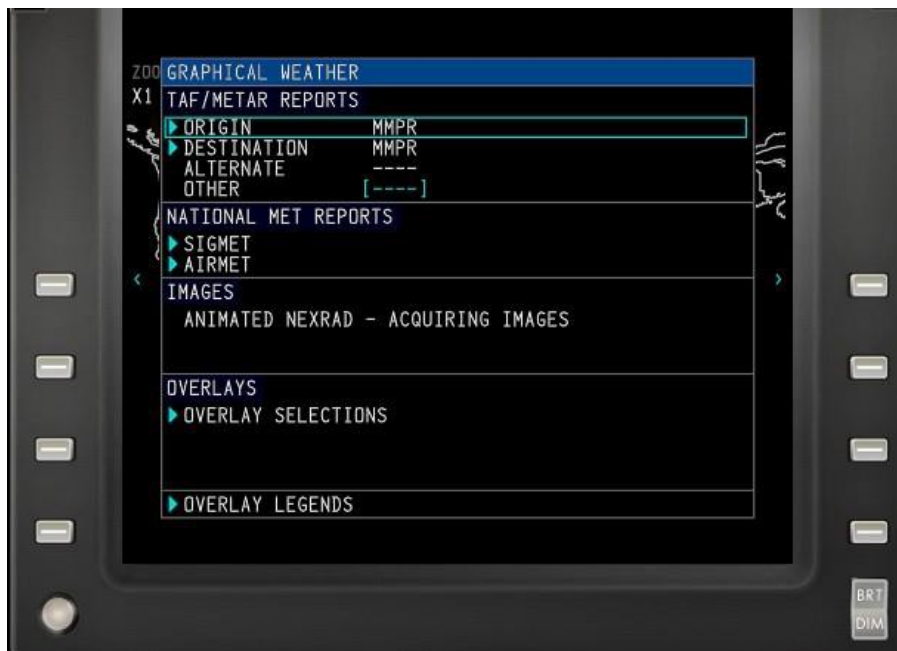 ZOO
GRAPHICAL WEATHER
X1
TAF/METAR REPORTS
ORIGIN MMPR
DESTINATION MMPR
ALTERNATE ----
OTHER [----]
NATIONAL MET REPORTS
SIGMET
AIRMET
IMAGES
ANIMATED NEXRAD - ACQUIRING IMAGES
OVERLAYS
OVERLAY SELECTIONS
OVERLAY LEGENDS
BRT
DIM